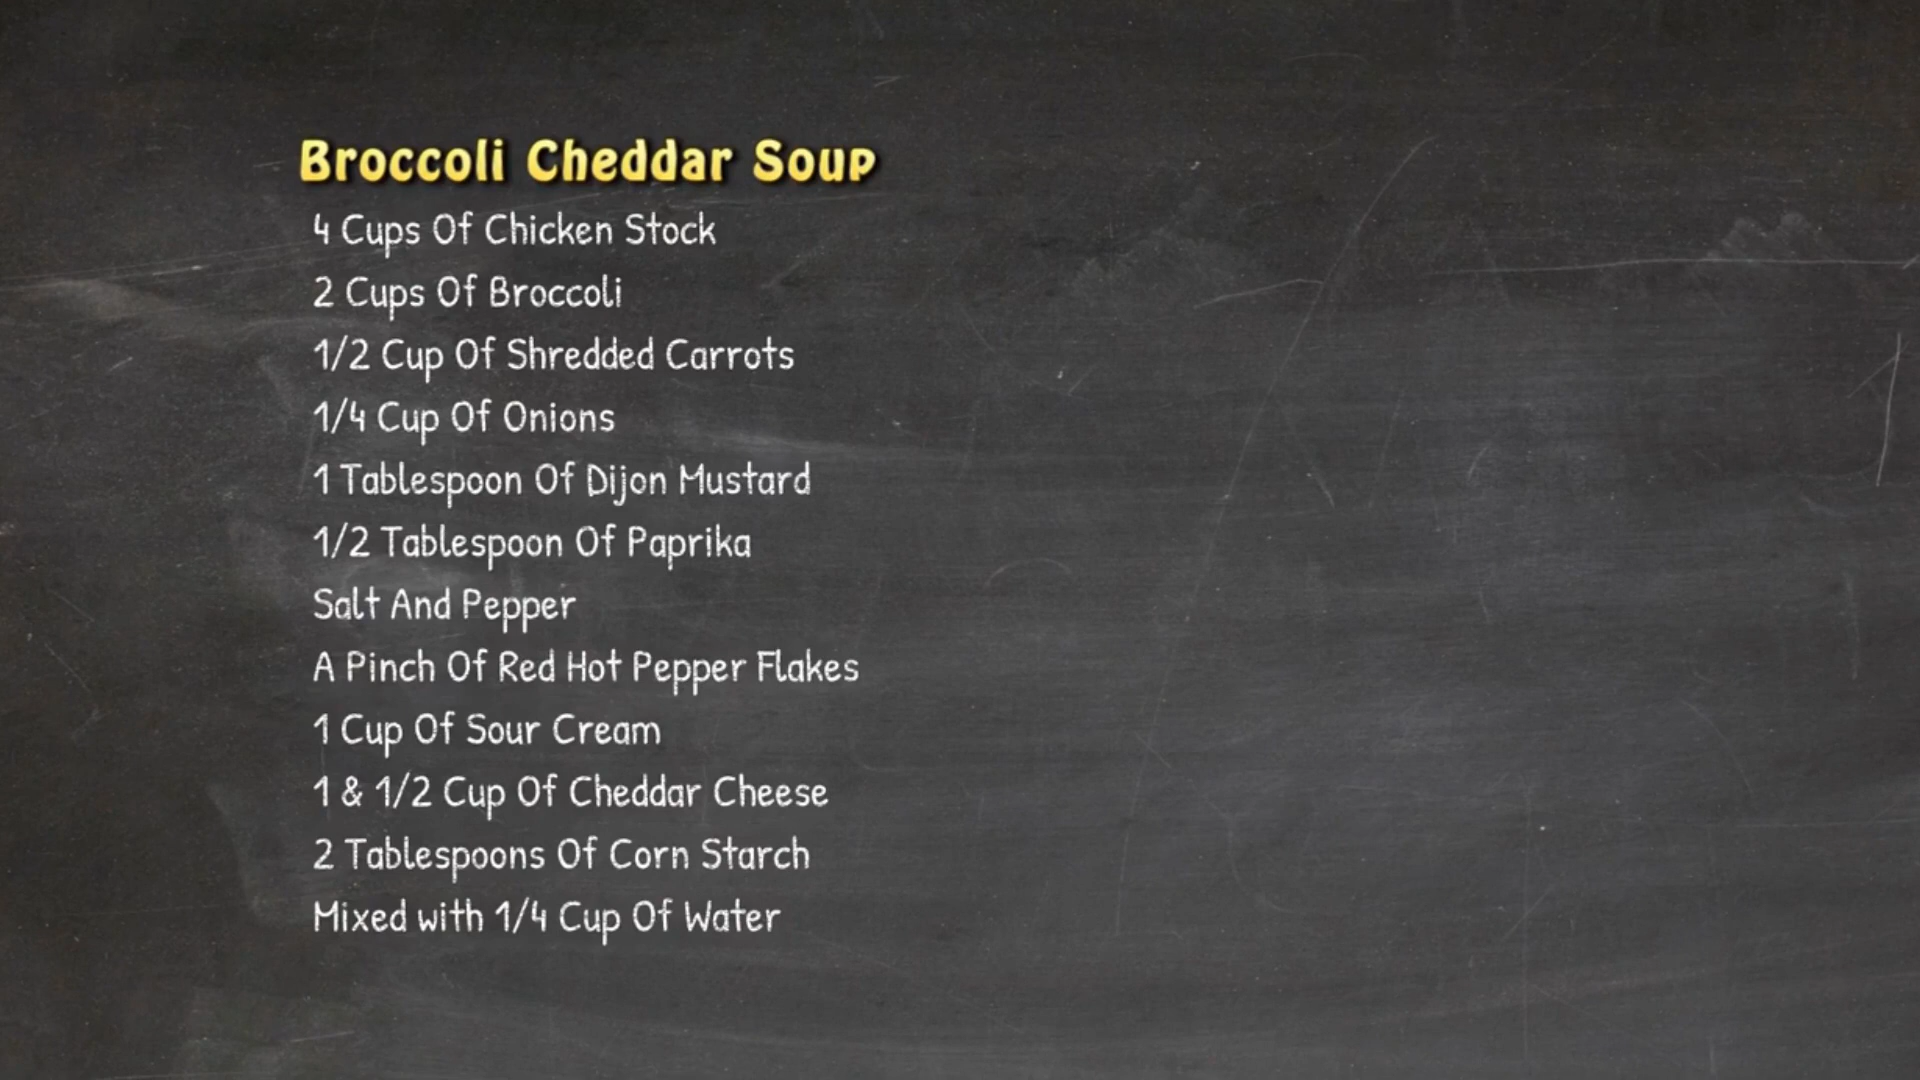 Broccoli Cheddar Soup
4 Cups Of Chicken Stock
2 Cups Of Broccoli
1/2 Cup Of Shredded Carrots
1/4 Cup Of Onions
1 Tablespoon Of Dijon Mustard
1/2 Tablespoon Of Paprika
Salt And Pepper
A Pinch Of Red Hot Pepper Flakes
1 Cup Of Sour Cream
1 & 1/2 Cup Of Cheddar Cheese
2 Tablespoons Of Corn Starch
Mixed with 1/4 Cup Of Water